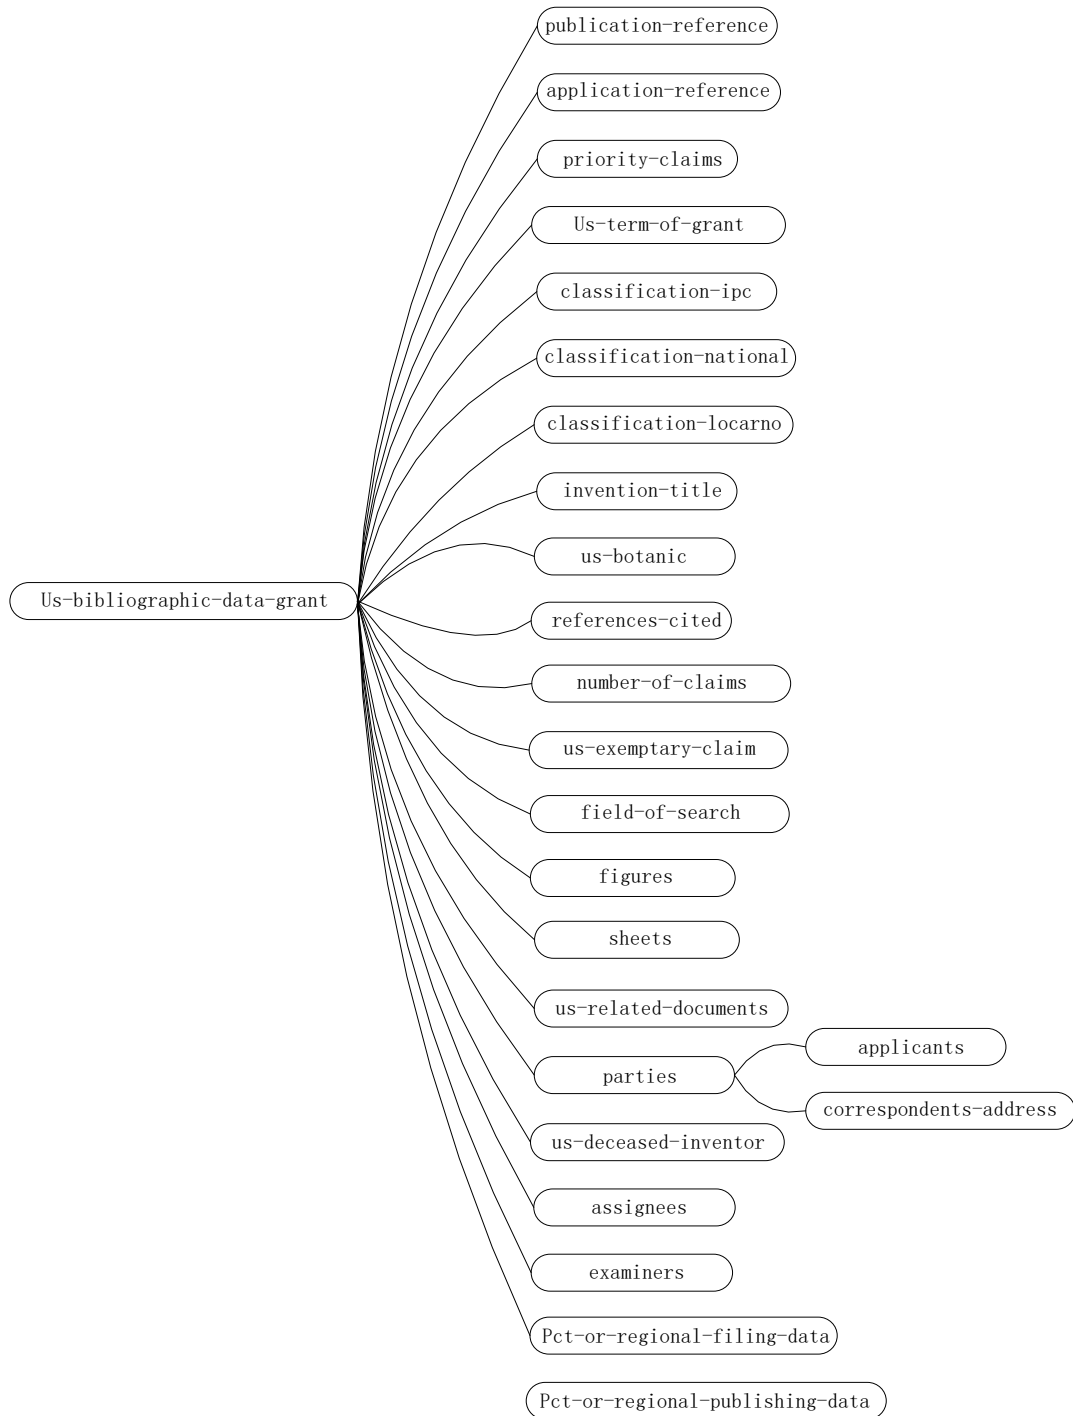 publication-reference
application-reference
priority-claims
Us-term-of-grant
classification-ipc
classification-national
classification-locarno
invention-title
us-botanic
Us-bibliographic-data-grant
references-cited
number-of-claims
us-exemptary-claim
field-of-search
figures
sheets
us-related-documents
parties
applicants
correspondents-address
us-deceased-inventor
assignees
examiners
Pct-or-regional-filing-data
Pct-or-regional-publishing-data